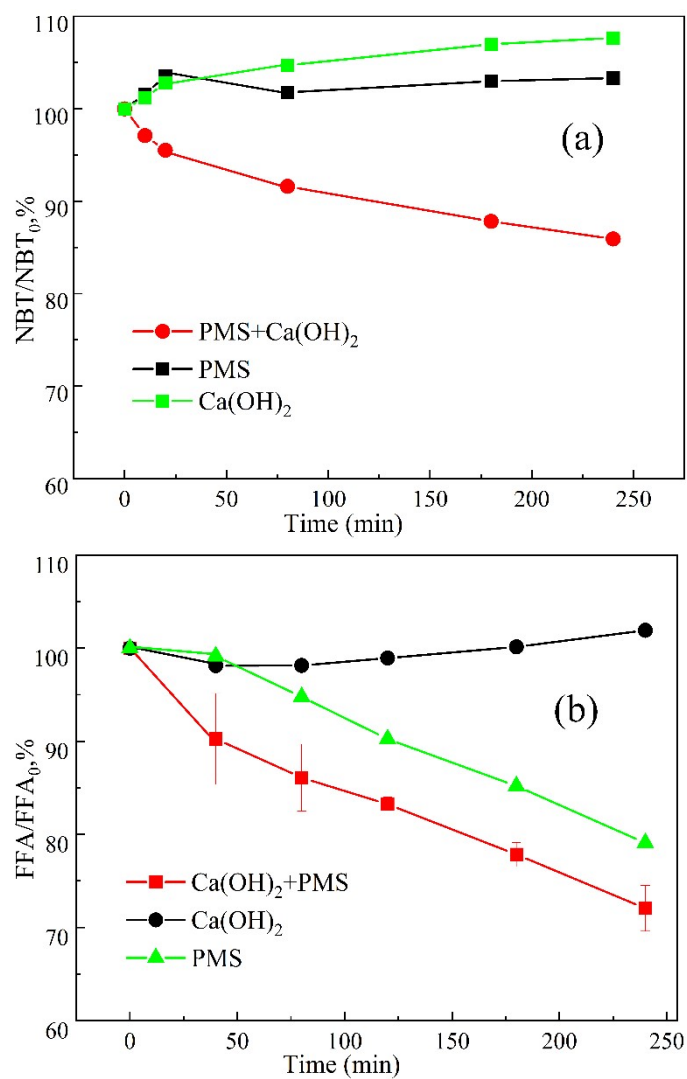 110
100
90
80
70
60
NBT/NBT₀,%
(a)
PMS+Ca(OH)₂
PMS
Ca(OH)₂
0 50 100 150 200 250
Time (min)
110
100
90
80
70
60
FFA/FFA₀,%
(b)
Ca(OH)₂+PMS
Ca(OH)₂
PMS
0 50 100 150 200 250
Time (min)